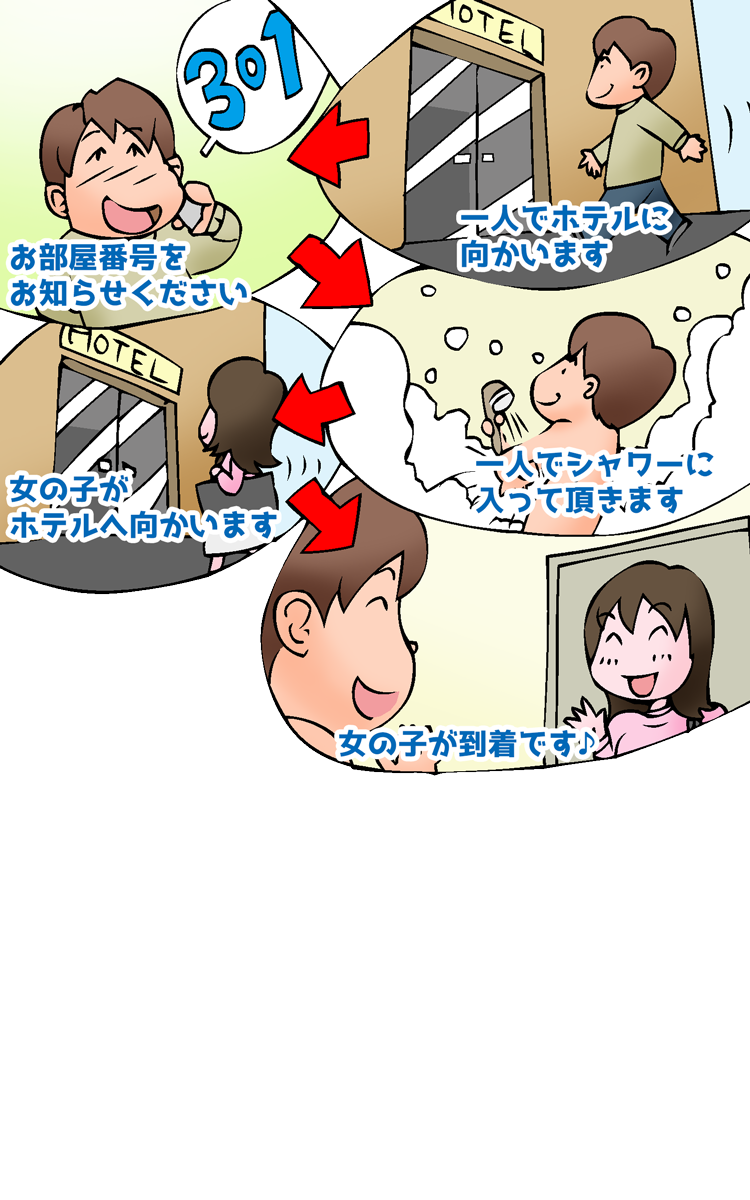 HOTEL
一人でホテルに
向かいます
301
お部屋番号を
お知らせください
一人でシャワーに
入って頂きます
HOTEL
女の子が
ホテルへ向かいます
女の子が到着です♪